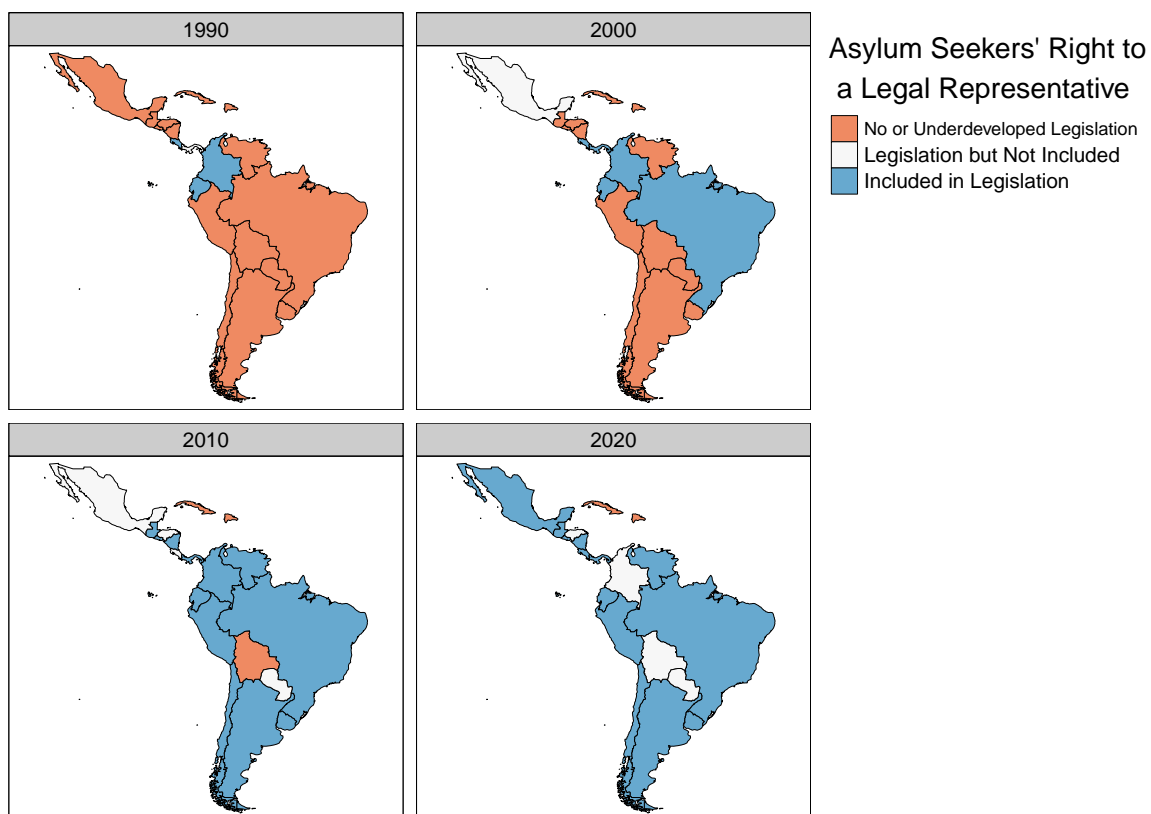 1990
2000
Asylum Seekers' Right to
a Legal Representative
No or Underdeveloped Legislation
Legislation but Not Included
Included in Legislation
2010
2020